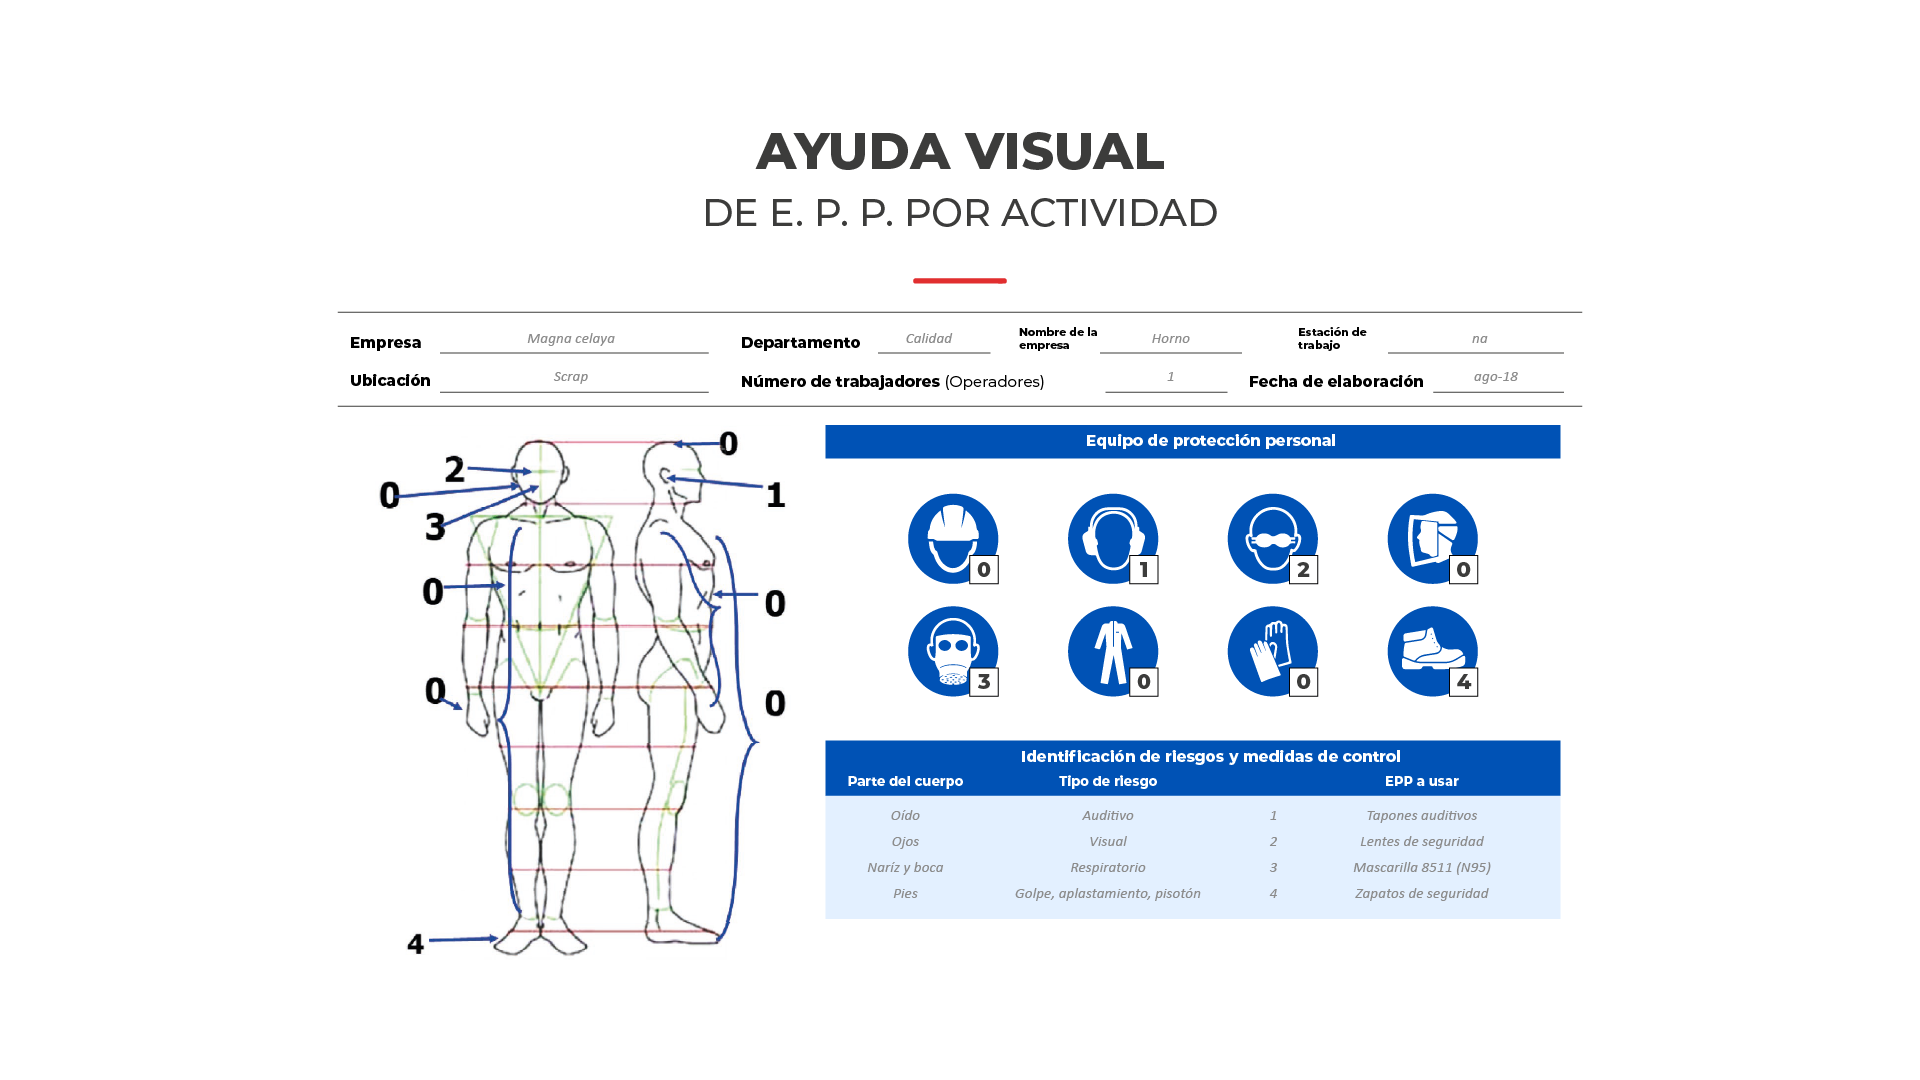 AYUDA VISUAL
DE E. P. P. POR ACTIVIDAD
Empresa Magna celaya Departamento Calidad Nombre de la empresa Horno Estación de trabajo na
Ubicación Scrap Número de trabajadores (Operadores) 1 Fecha de elaboración ago-18
0
2
0
1
3
0
0
0
0
4
Equipo de protección personal
0 1 2 0
3 0 0 4
Identificación de riesgos y medidas de control
Parte del cuerpo Tipo de riesgo EPP a usar
Oído Auditivo 1 Tapones auditivos
Ojos Visual 2 Lentes de seguridad
Naríz y boca Respiratorio 3 Mascarilla 8511 (N95)
Pies Golpe, aplastamiento, pisotón 4 Zapatos de seguridad